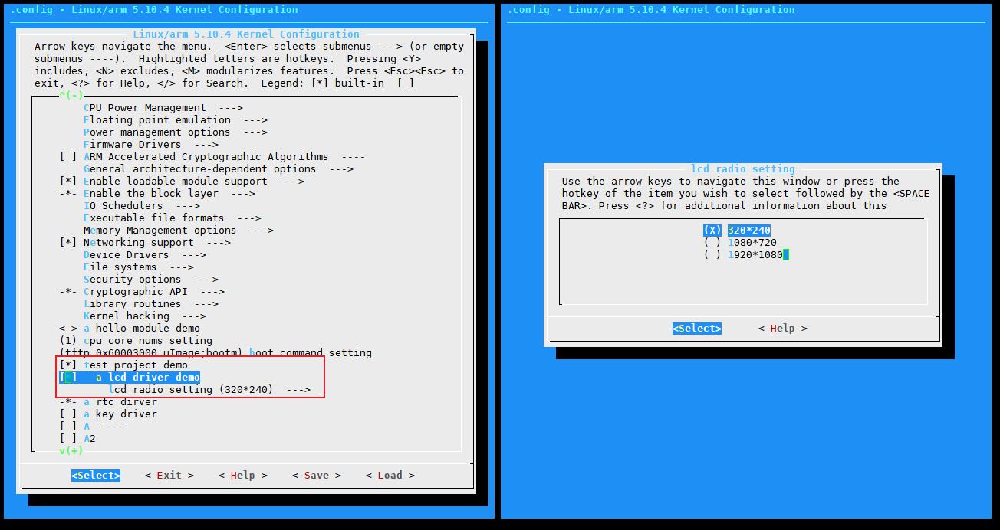 .config - Linux/arm 5.10.4 Kernel Configuration
Linux/arm 5.10.4 Kernel Configuration
Arrow keys navigate the menu.  <Enter> selects submenus ---> (or empty
submenus ----).  Highlighted letters are hotkeys.  Pressing <Y>
includes, <N> excludes, <M> modularizes features.  Press <Esc><Esc> to
exit, <?> for Help, </> for Search.  Legend: [*] built-in  [ ]
^(-)
CPU Power Management  --->
Floating point emulation  --->
Power management options  --->
Firmware Drivers  --->
[ ] ARM Accelerated Cryptographic Algorithms  ----
General architecture-dependent options  --->
[*] Enable loadable module support  --->
-*- Enable the block layer  --->
IO Schedulers  --->
Executable file formats  --->
Memory Management options  --->
[*] Networking support  --->
Device Drivers  --->
File systems  --->
Security options  --->
-*- Cryptographic API  --->
Library routines  --->
Kernel hacking  --->
< > a hello module demo
(1) cpu core nums setting
(tftp 0x60003000 uImage;bootm) boot command setting
[*] test project demo
[*]   a lcd driver demo
lcd radio setting (320*240)  --->
-*- a rtc dirver
[ ] a key driver
[ ] A  ----
[ ] A2
v(+)
<Select>    < Exit >    < Help >    < Save >    < Load >
.config - Linux/arm 5.10.4 Kernel Configuration
lcd radio setting
Use the arrow keys to navigate this window or press the
hotkey of the item you wish to select followed by the <SPACE
BAR>. Press <?> for additional information about this
(X) 320*240
( ) 1080*720
( ) 1920*1080
<Select>      < Help >